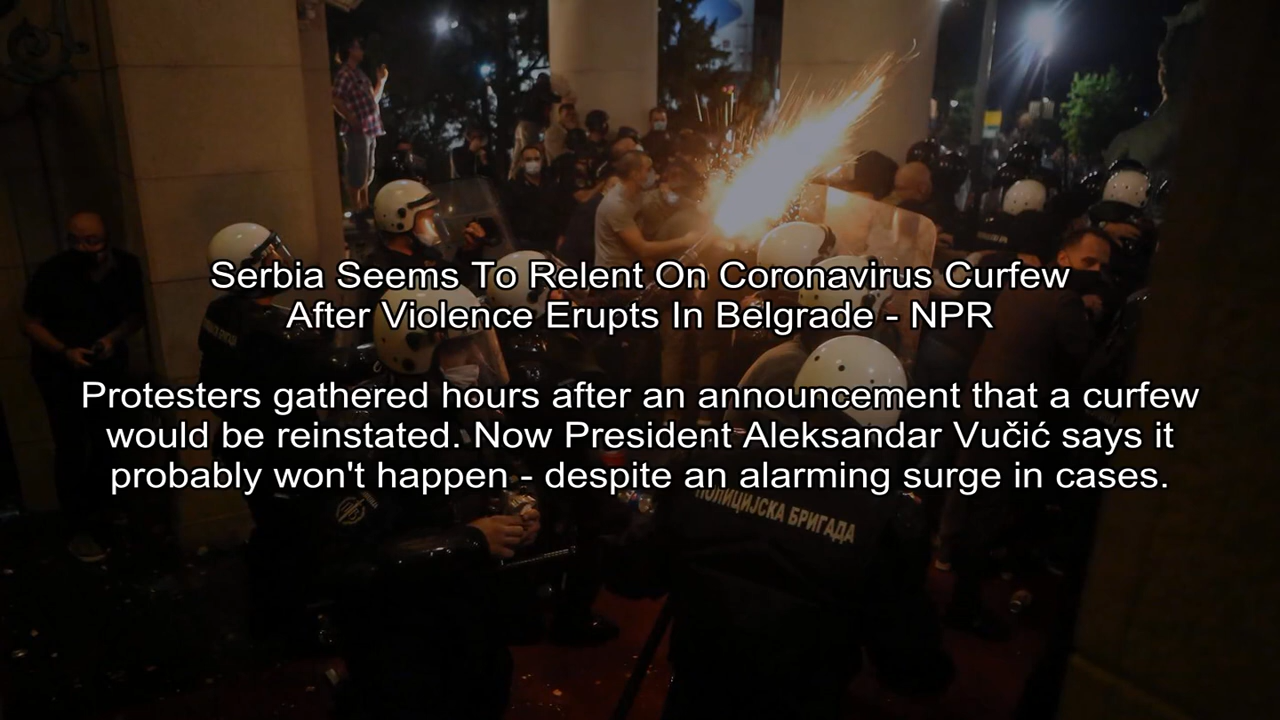 Serbia Seems To Relent On Coronavirus Curfew
After Violence Erupts In Belgrade - NPR
Protesters gathered hours after an announcement that a curfew
would be reinstated. Now President Aleksandar Vučić says it
probably won't happen - despite an alarming surge in cases.
ПОЛИЦИЈСКА БРИГАДА